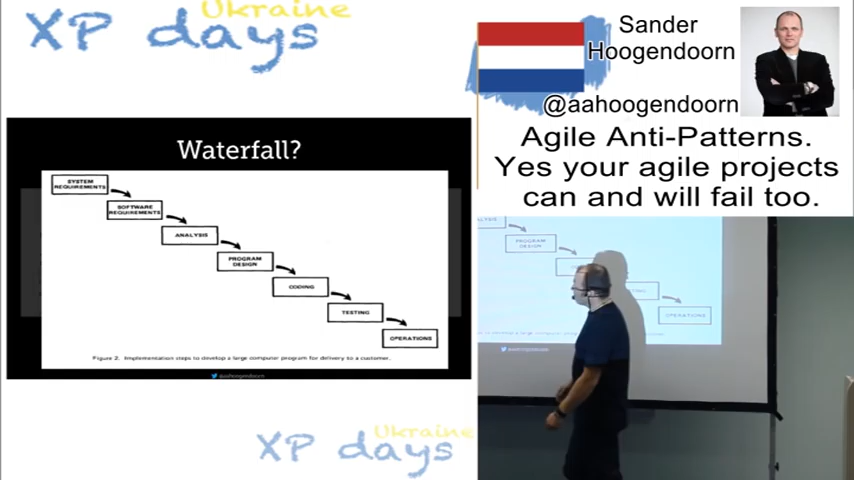 XP days
Ukraine
Sander
Hoogendoorn
@aahoogendoorn
Agile Anti-Patterns.
Yes your agile projects
can and will fail too.
Waterfall?
SYSTEM
REQUIREMENTS
SOFTWARE
REQUIREMENTS
ANALYSIS
PROGRAM
DESIGN
CODING
TESTING
OPERATIONS
Figure 2. Implementation steps to develop a large computer program for delivery to a customer.
@aahoogendoorn
PROGRAM
DESIGN
OPERATIONS
XP days
Ukraine